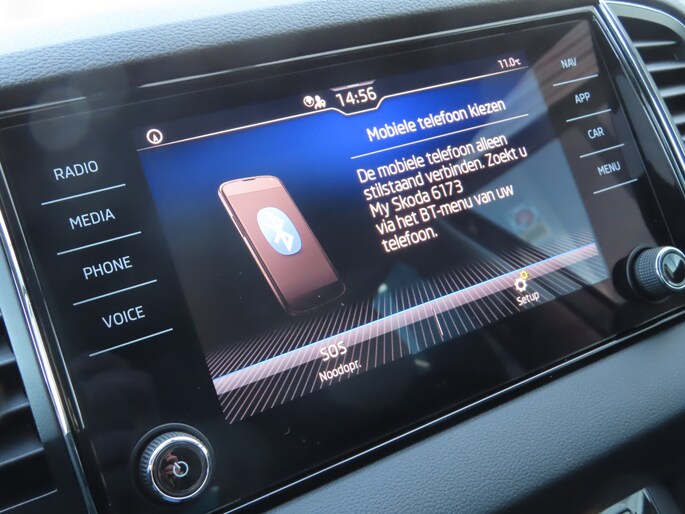 14:56
11.0°C
Mobiele telefoon kiezen
De mobiele telefoon alleen
stilstaand verbinden. Zoekt u
My Skoda 6173
via het BT-menu van uw
telefoon.
SOS
Noodopr.
Setup
RADIO
MEDIA
PHONE
VOICE
NAV
APP
CAR
MENU